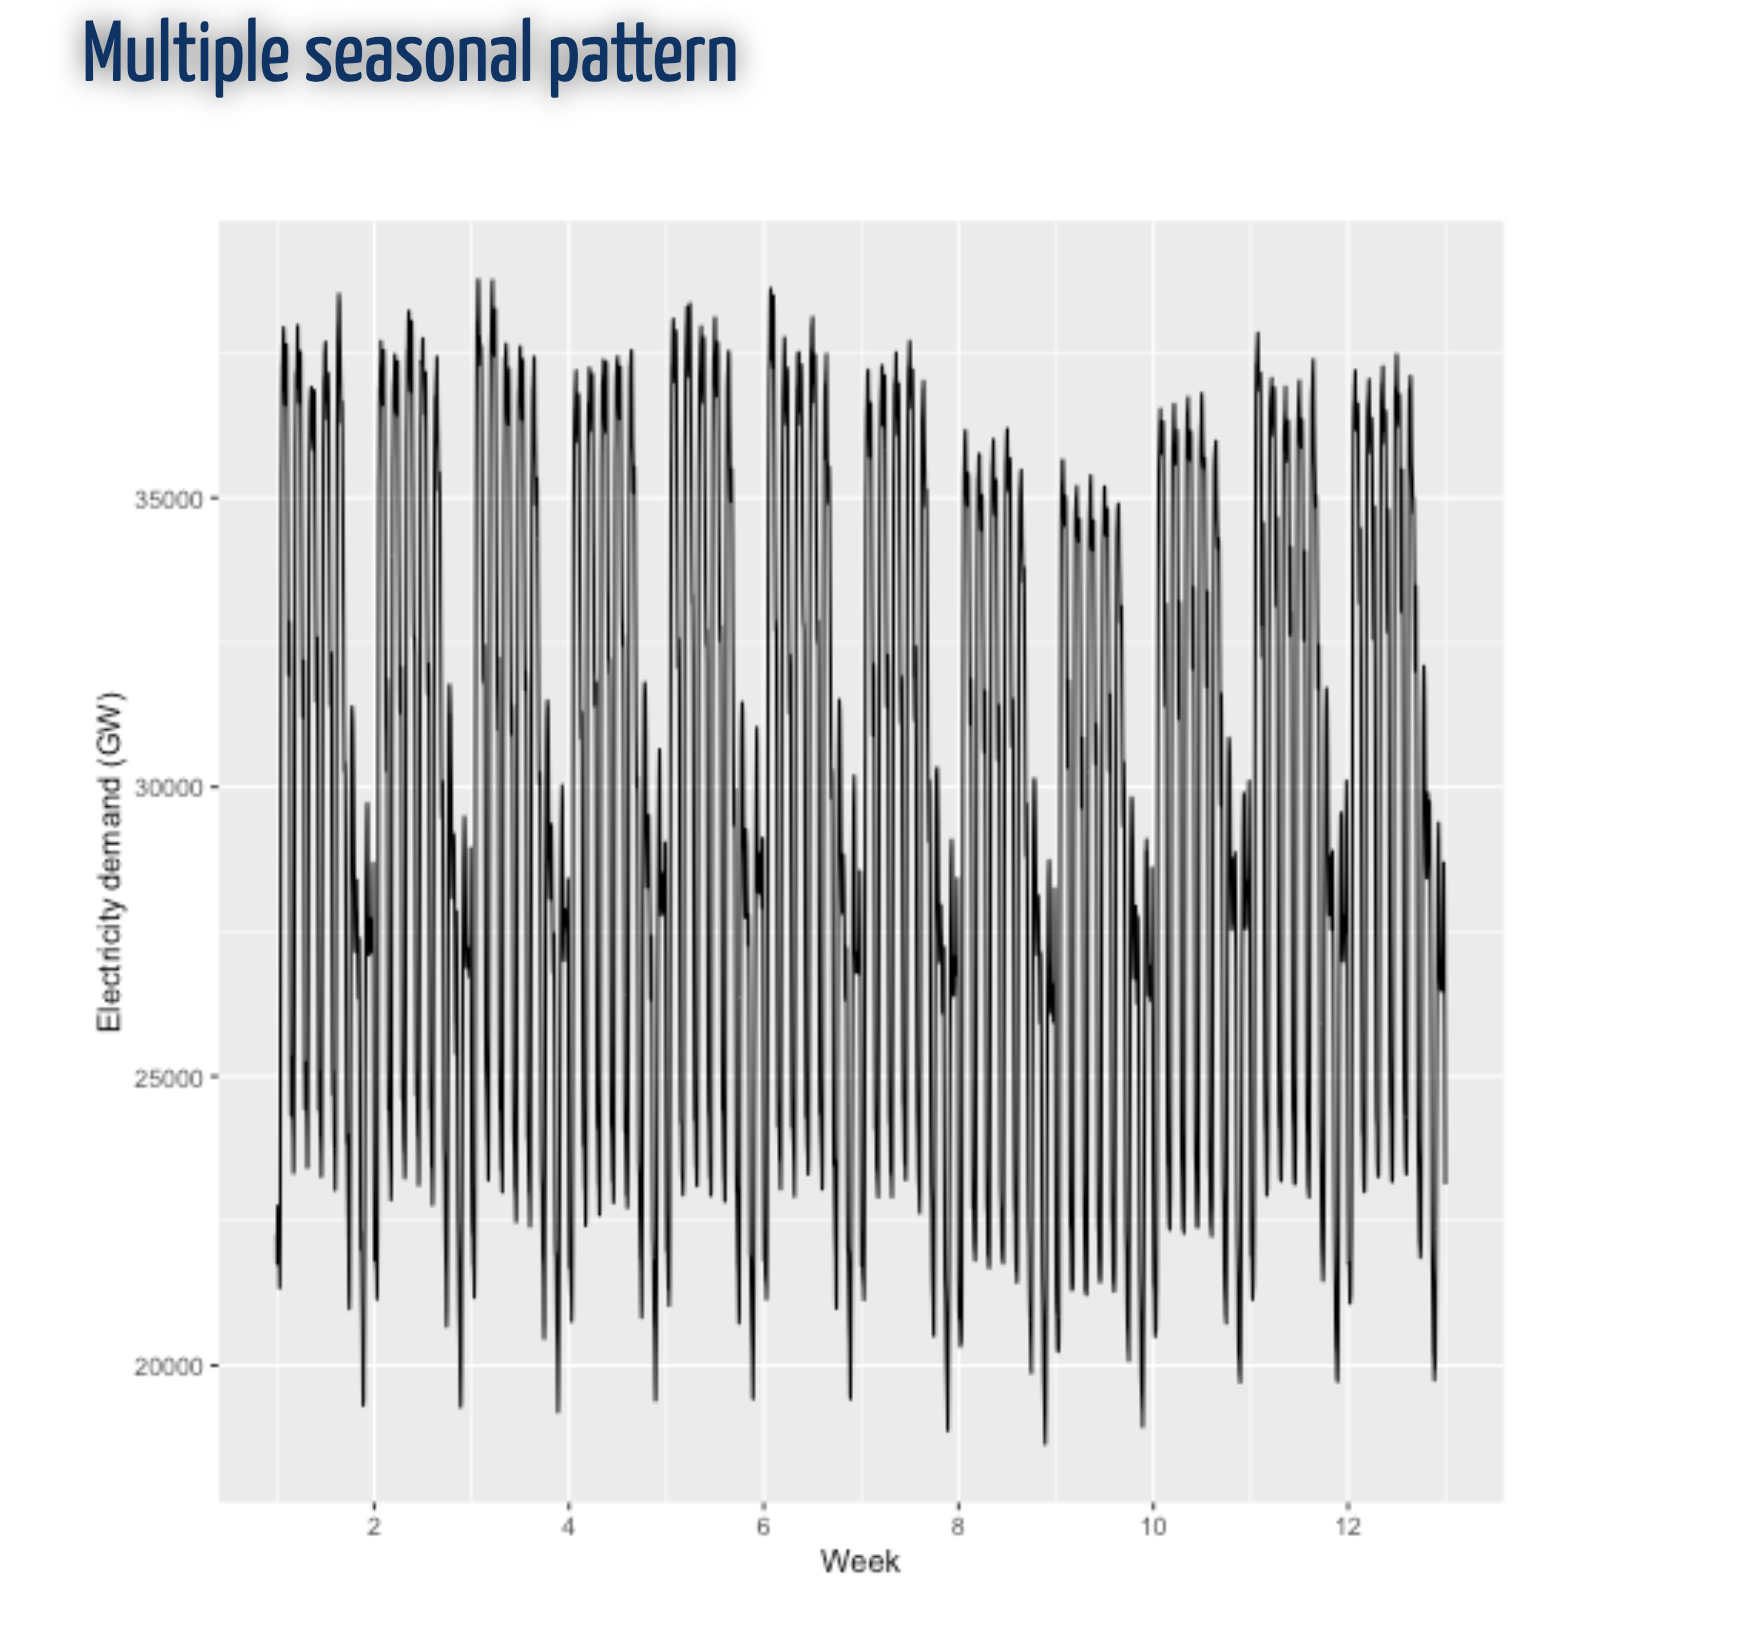 Multiple seasonal pattern
Electricity demand (GW)
35000
30000
25000
20000
2 4 6 8 10 12
Week